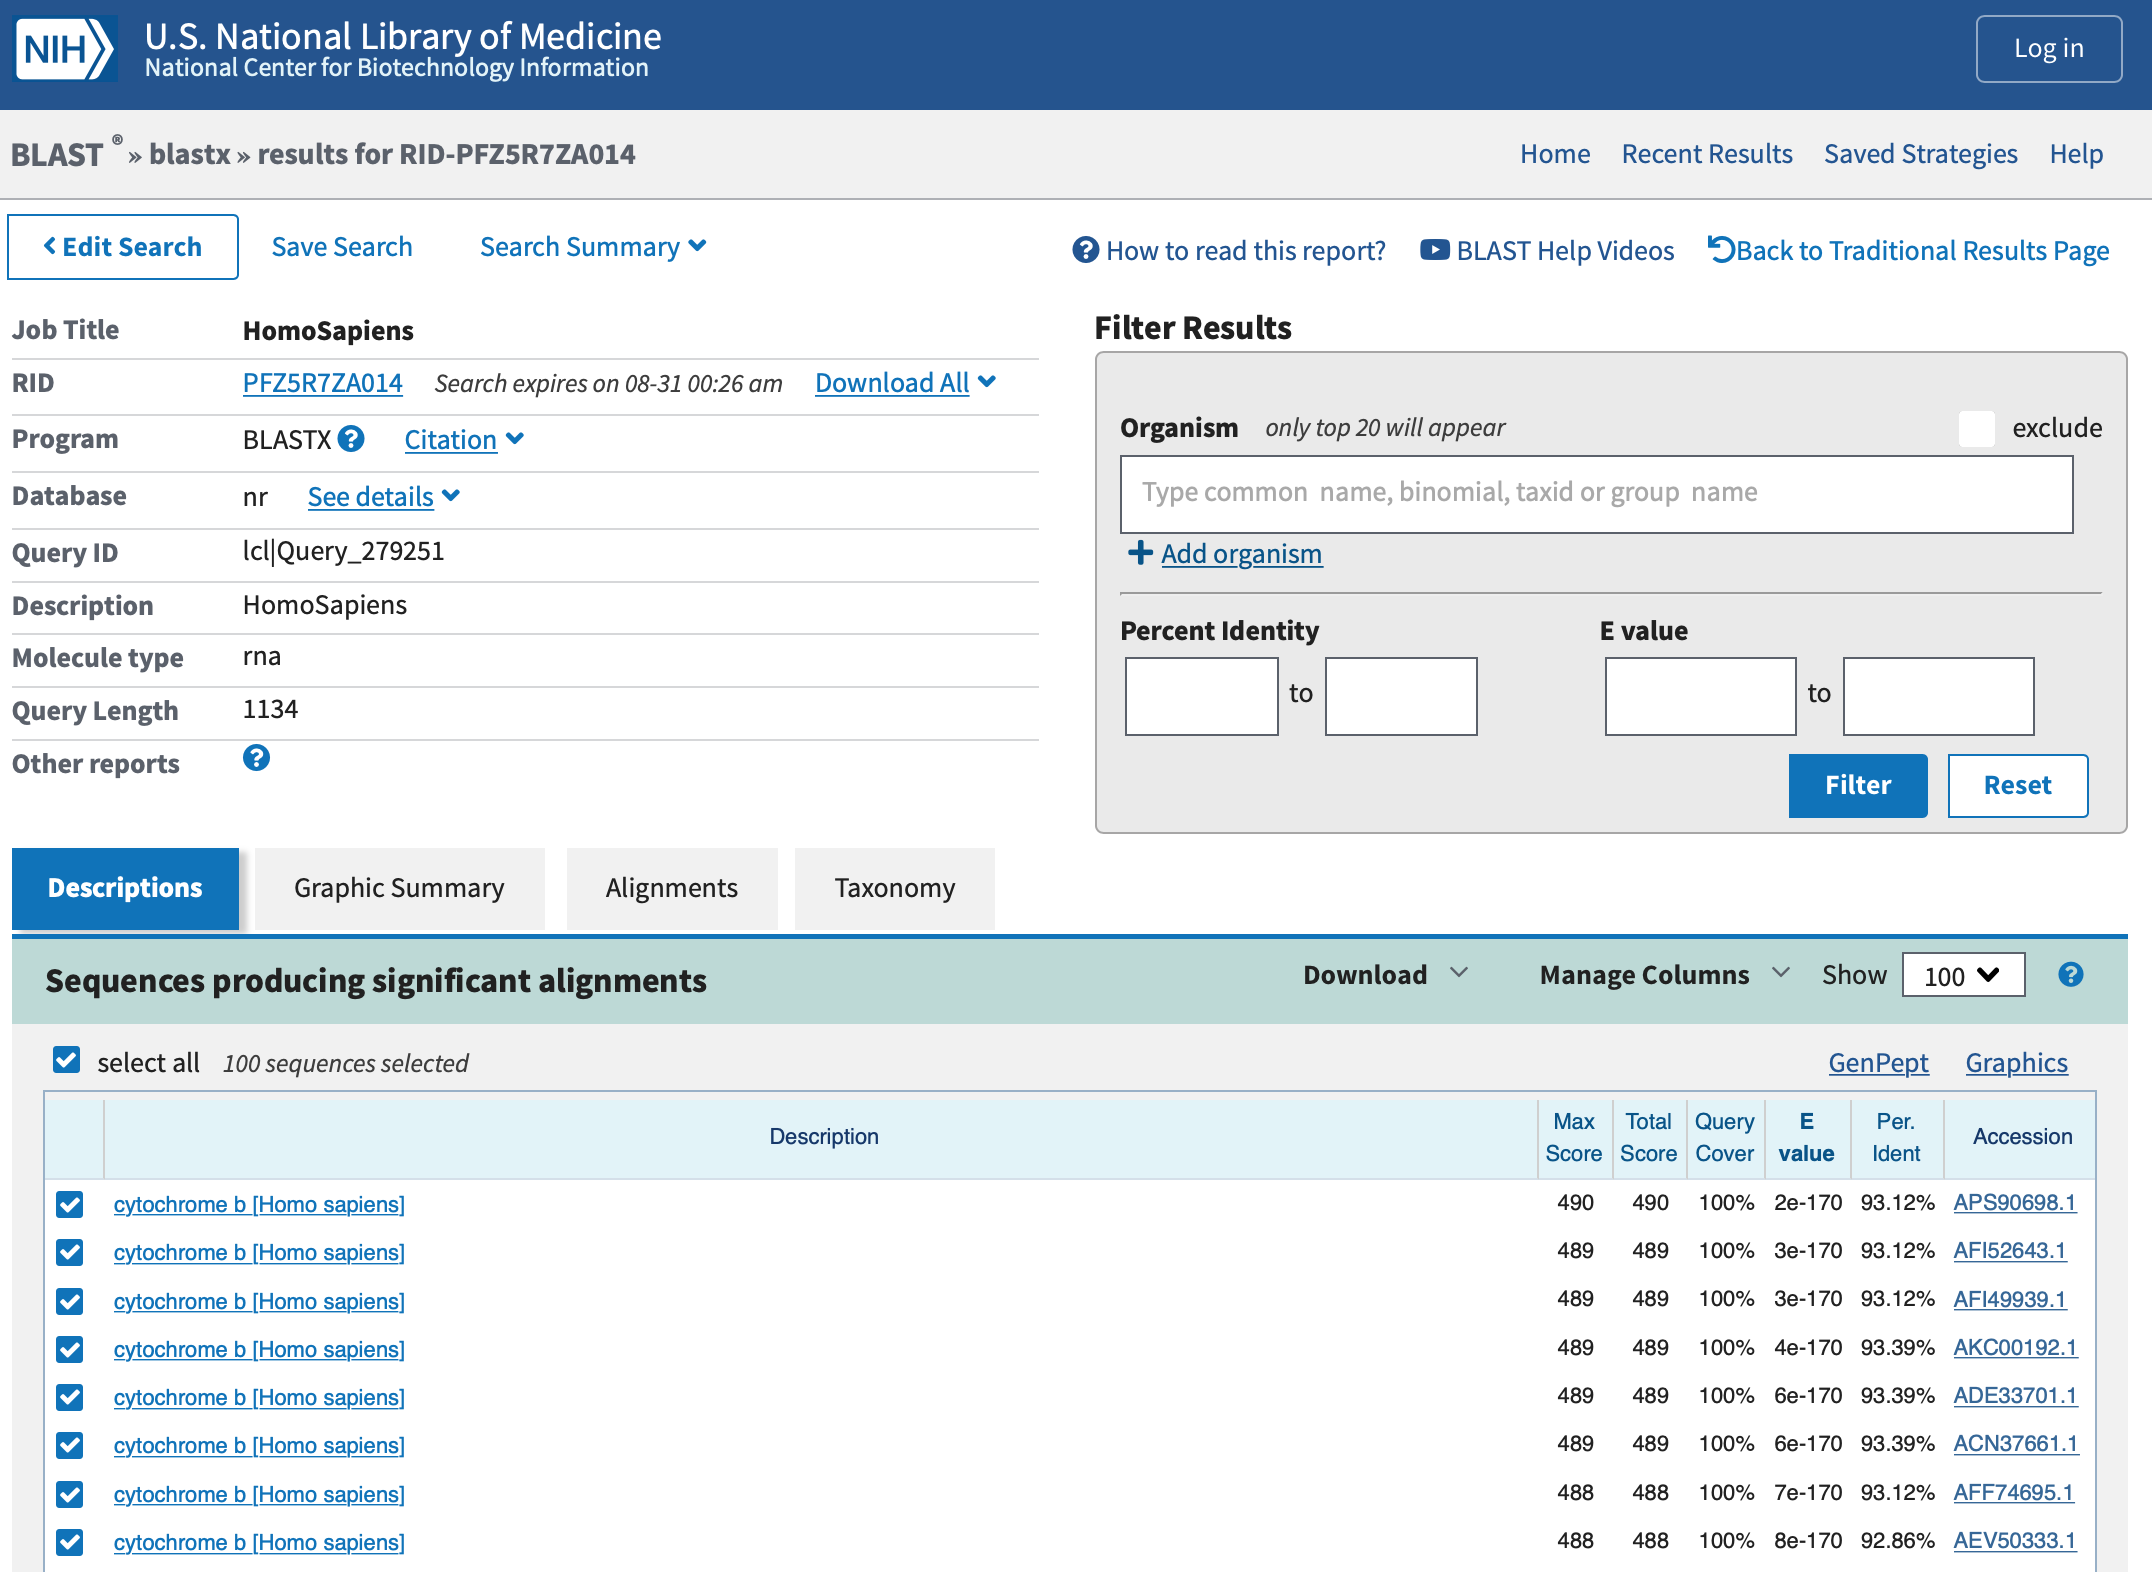 NIH U.S. National Library of Medicine
National Center for Biotechnology Information
Log in
BLAST ® » blastx » results for RID-PFZ5R7ZA014
Home Recent Results Saved Strategies Help
Edit Search Save Search Search Summary
How to read this report? BLAST Help Videos Back to Traditional Results Page
Job Title HomoSapiens
RID PFZ5R7ZA014 Search expires on 08-31 00:26 am Download All
Program BLASTX Citation
Database nr See details
Query ID lcl|Query_279251
Description HomoSapiens
Molecule type rna
Query Length 1134
Other reports
Filter Results
Organism only top 20 will appear exclude
Type common name, binomial, taxid or group name
Add organism
Percent Identity E value
to to
Filter Reset
Descriptions Graphic Summary Alignments Taxonomy
Sequences producing significant alignments Download Manage Columns Show 100
select all 100 sequences selected GenPept Graphics
Description Max Score Total Score Query Cover E value Per. Ident Accession
cytochrome b [Homo sapiens] 490 490 100% 2e-170 93.12% APS90698.1
cytochrome b [Homo sapiens] 489 489 100% 3e-170 93.12% AFI52643.1
cytochrome b [Homo sapiens] 489 489 100% 3e-170 93.12% AFI49939.1
cytochrome b [Homo sapiens] 489 489 100% 4e-170 93.39% AKC00192.1
cytochrome b [Homo sapiens] 489 489 100% 6e-170 93.39% ADE33701.1
cytochrome b [Homo sapiens] 489 489 100% 6e-170 93.39% ACN37661.1
cytochrome b [Homo sapiens] 488 488 100% 7e-170 93.12% AFF74695.1
cytochrome b [Homo sapiens] 488 488 100% 8e-170 92.86% AEV50333.1